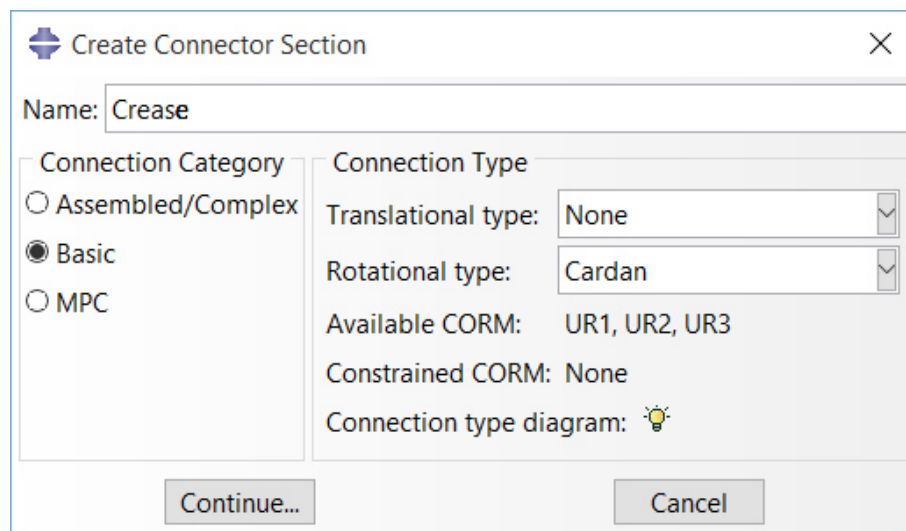 Create Connector Section
Name: Crease
Connection Category
Assembled/Complex
Basic
MPC
Connection Type
Translational type: None
Rotational type: Cardan
Available CORM: UR1, UR2, UR3
Constrained CORM: None
Connection type diagram:
Continue...
Cancel